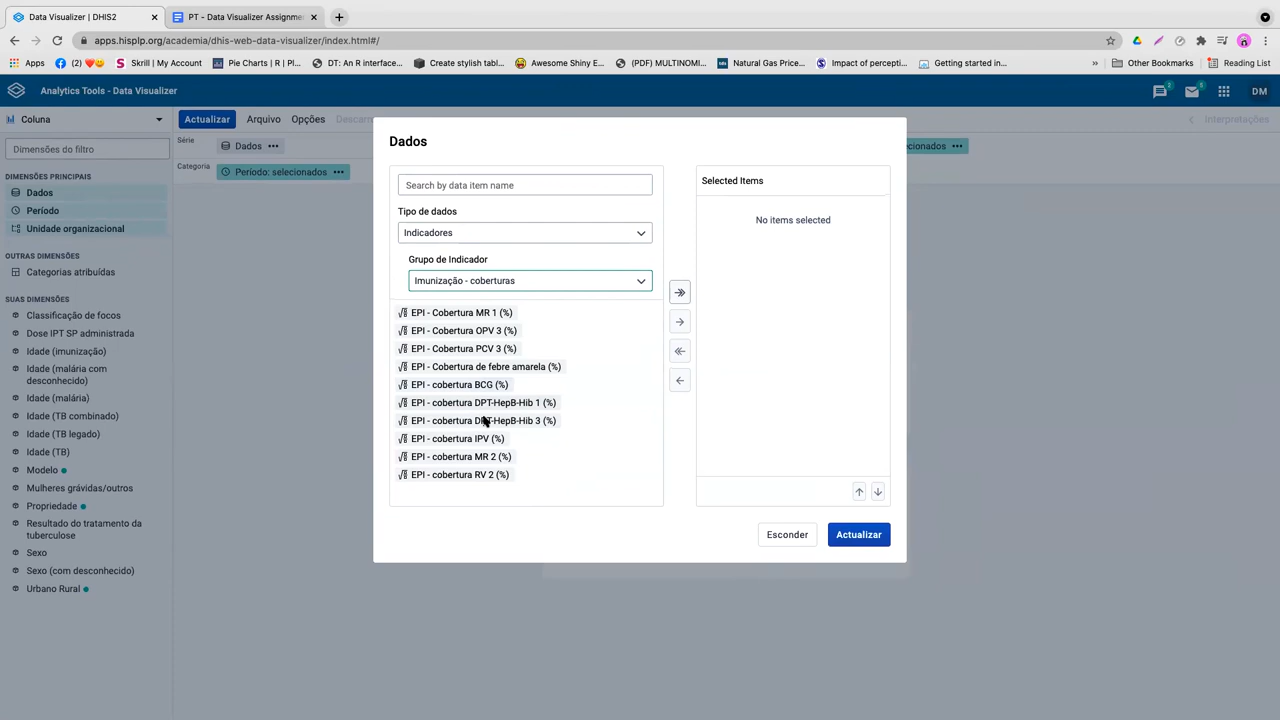 Data Visualizer | DHIS2
PT - Data Visualizer Assignme
apps.hisplp.org/academia/dhis-web-data-visualizer/index.html#/
Apps
(2)
Skrill | My Account
Pie Charts | R | Pl...
DT: An R interface...
Create stylish tabl...
Awesome Shiny E...
(PDF) MULTINOMI...
Natural Gas Price...
Impact of percepti...
Getting started in...
»
Other Bookmarks
Reading List
Analytics Tools - Data Visualizer
2
5
DM
Coluna
Actualizar
Arquivo
Opções
Descarre
Interpretações
Dimensões do filtro
Série
Dados
ecionados
Categoria
Período: selecionados
DIMENSÕES PRINCIPAIS
Dados
Período
Unidade organizacional
OUTRAS DIMENSÕES
Categorias atribuídas
SUAS DIMENSÕES
Classificação de focos
Dose IPT SP administrada
Idade (imunização)
Idade (malária com
desconhecido)
Idade (malária)
Idade (TB combinado)
Idade (TB legado)
Idade (TB)
Modelo
Mulheres grávidas/outros
Propriedade
Resultado do tratamento da
tuberculose
Sexo
Sexo (com desconhecido)
Urbano Rural
Dados
Search by data item name
Tipo de dados
Indicadores
Grupo de Indicador
Imunização - coberturas
EPI - Cobertura MR 1 (%)
EPI - Cobertura OPV 3 (%)
EPI - Cobertura PCV 3 (%)
EPI - Cobertura de febre amarela (%)
EPI - cobertura BCG (%)
EPI - cobertura DPT-HepB-Hib 1 (%)
EPI - cobertura DPT-HepB-Hib 3 (%)
EPI - cobertura IPV (%)
EPI - cobertura MR 2 (%)
EPI - cobertura RV 2 (%)
Selected Items
No items selected
Esconder
Actualizar